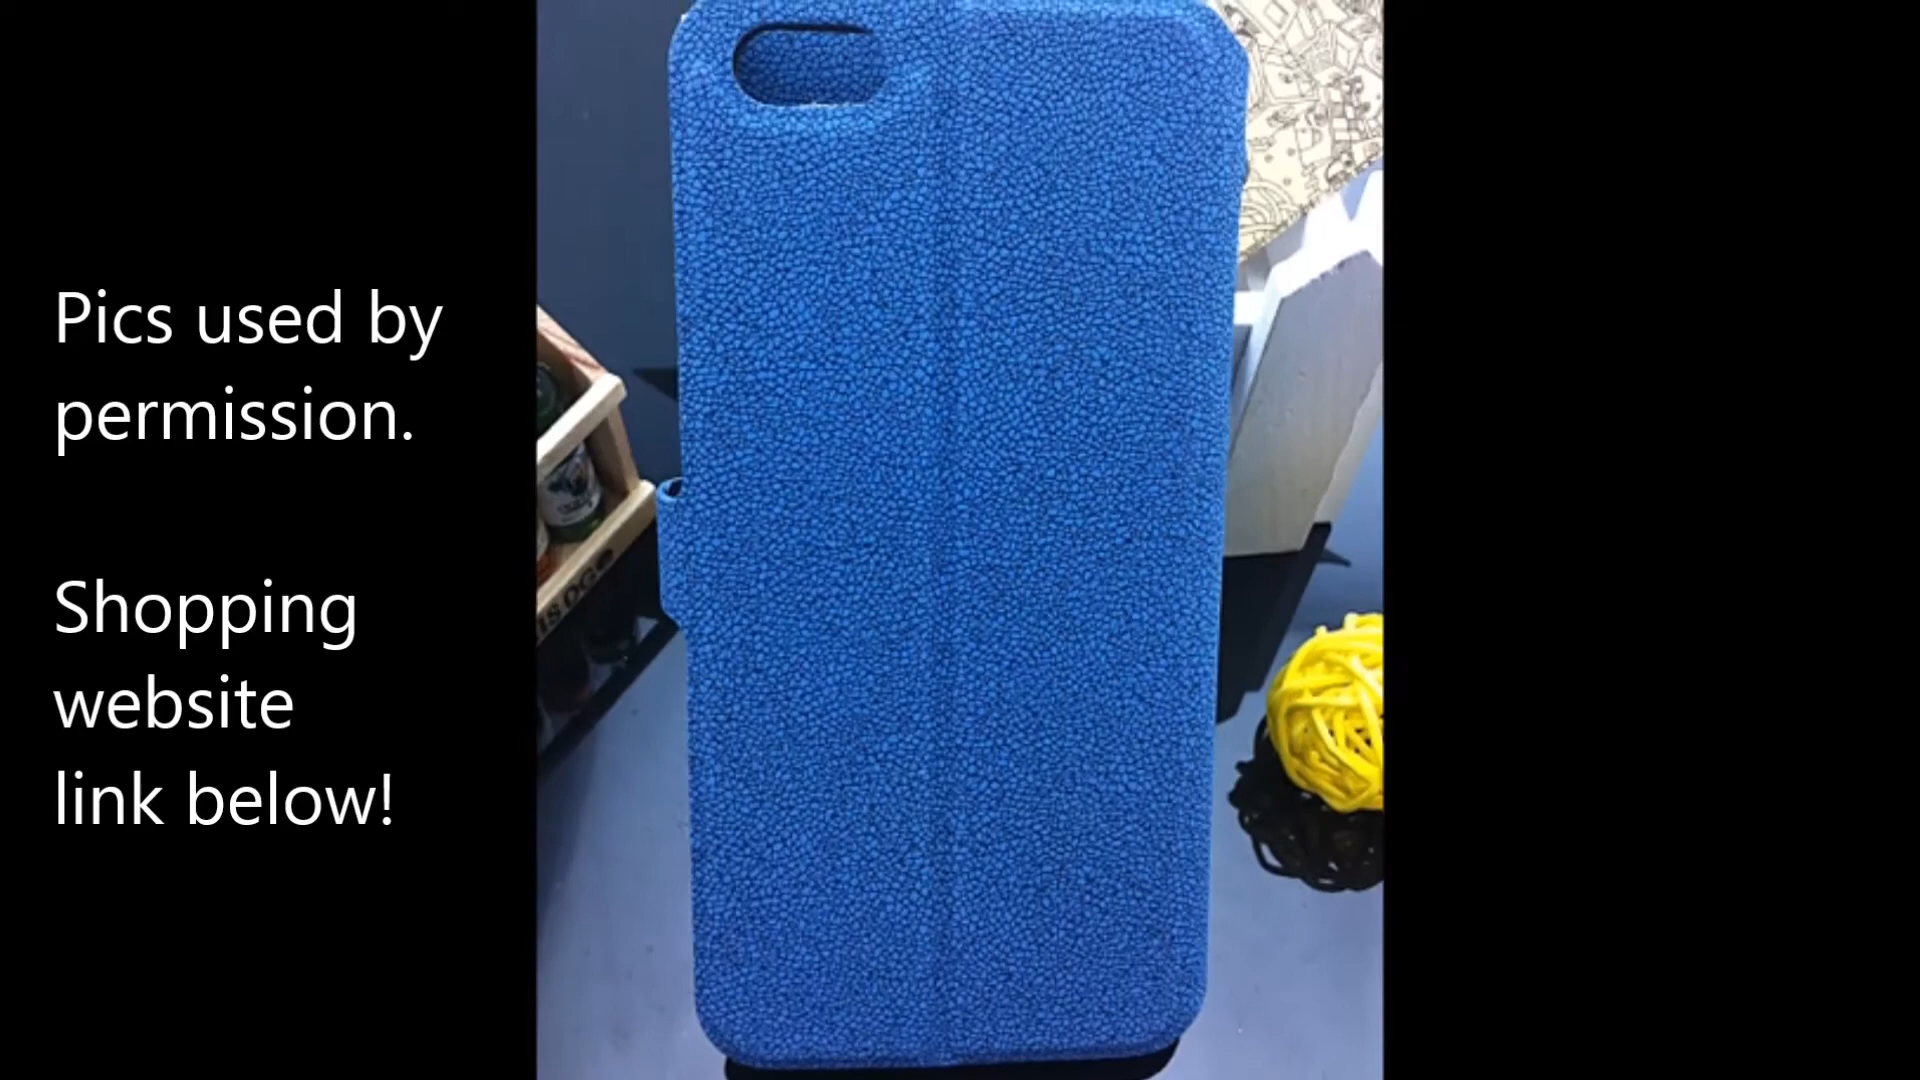 Pics used by
permission.
Shopping
website
link below!